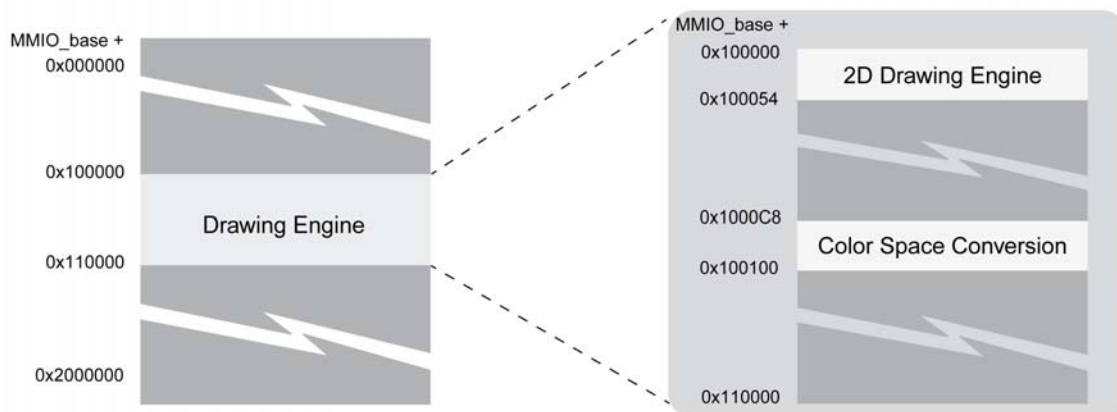 MMIO_base +
0x000000
0x100000
Drawing Engine
0x110000
0x2000000
MMIO_base +
0x100000
2D Drawing Engine
0x100054
0x1000C8
Color Space Conversion
0x100100
0x110000